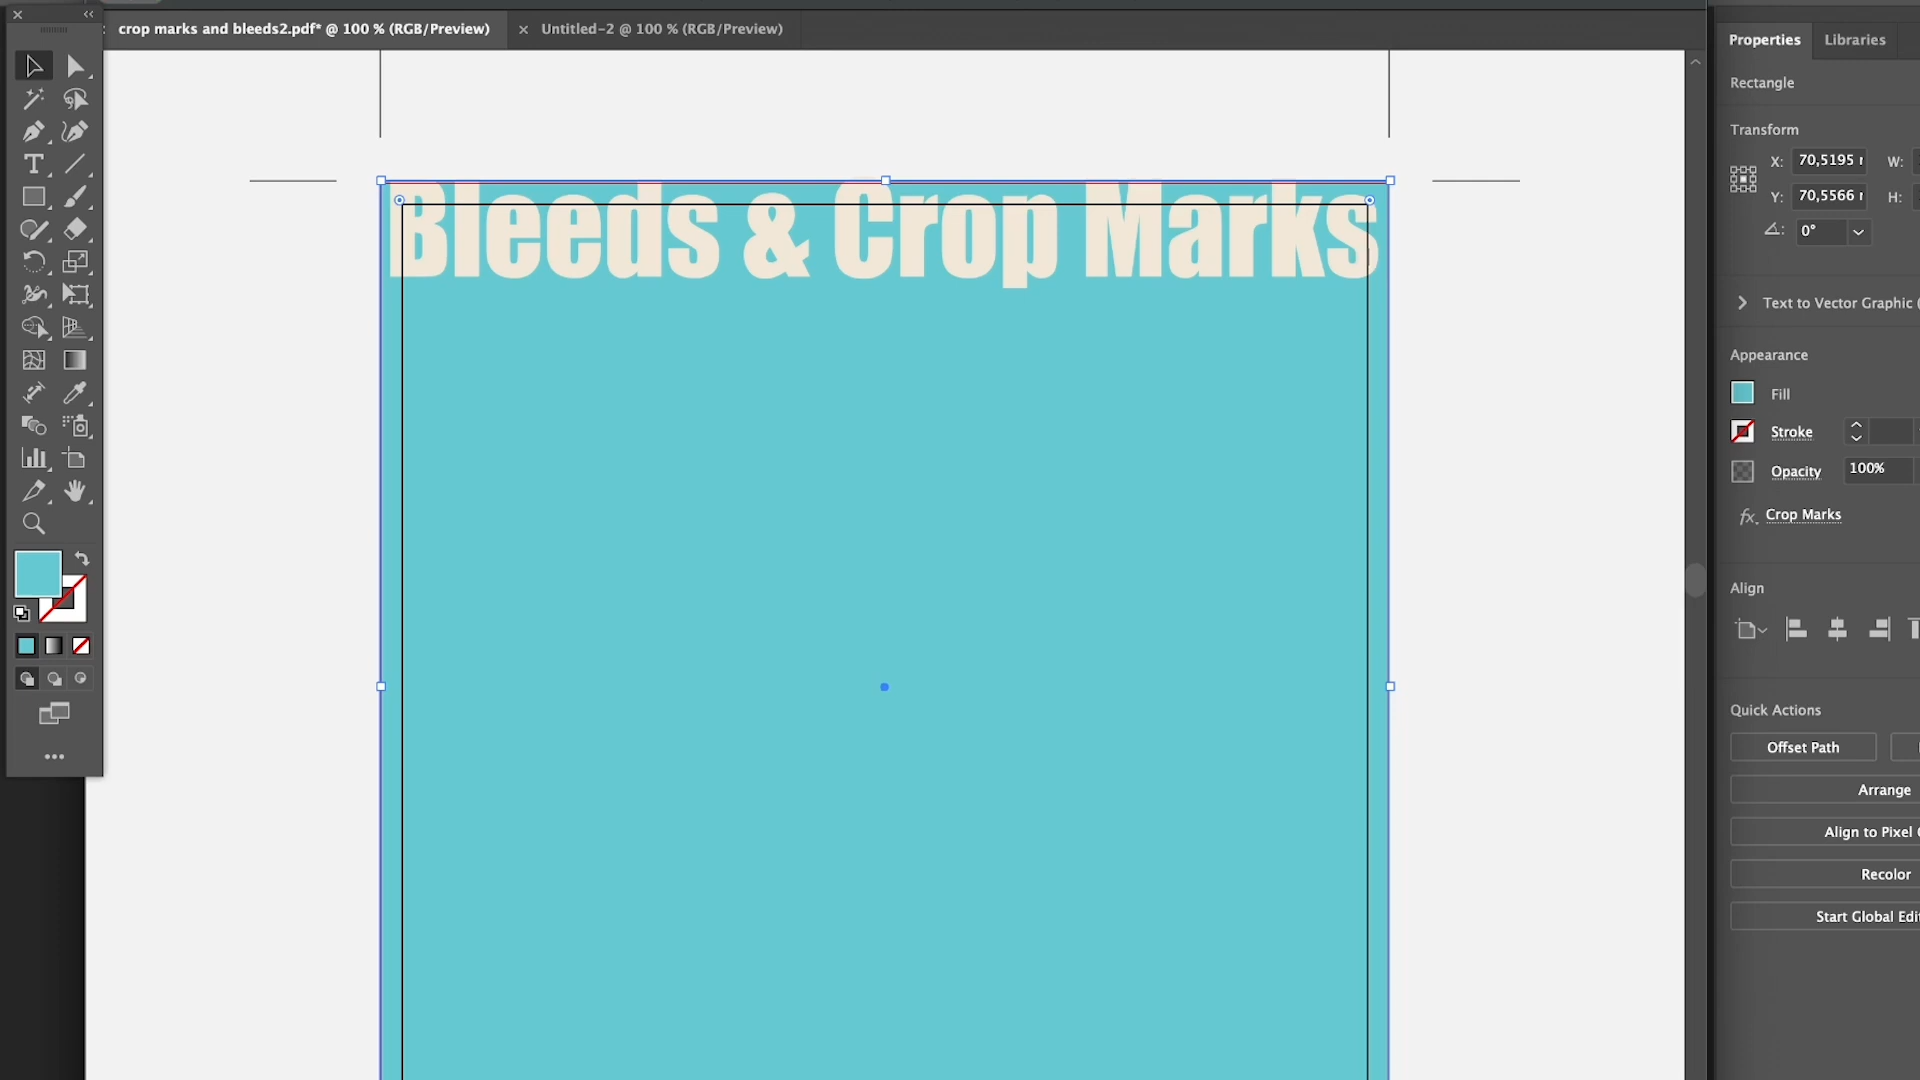 crop marks and bleeds2.pdf* @ 100 % (RGB/Preview)
Untitled-2 @ 100 % (RGB/Preview)
Properties
Libraries
Rectangle
Transform
X: 70,5195 W:
Y: 70,5566 H:
0°
Text to Vector Graphic
Appearance
Fill
Stroke
Opacity 100%
fx. Crop Marks
Align
Quick Actions
Offset Path
Arrange
Align to Pixel
Recolor
Start Global
Bleeds & Crop Marks